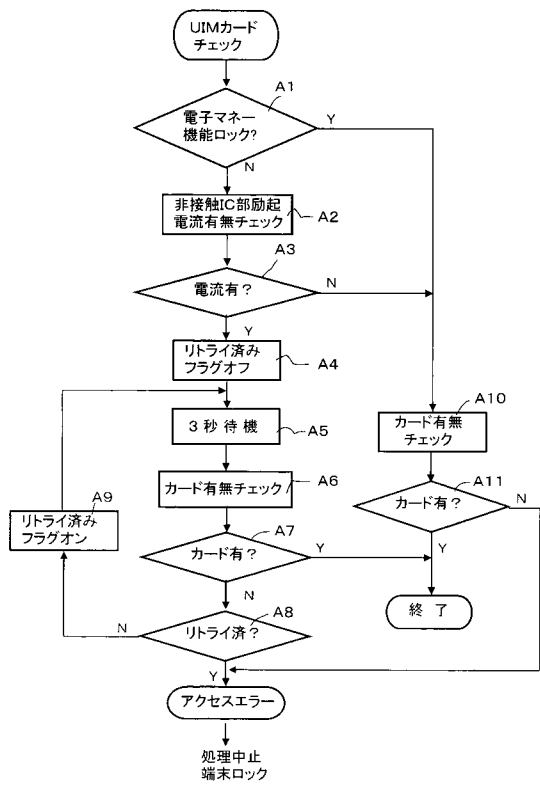 UIMカード
チェック
A1
電子マネー
機能ロック?
Y
N
非接触IC部励起
電流有無チェック
A2
A3
電流有?
N
Y
リトライ済み
フラグオフ
A4
3秒待機
A5
カード有無チェック
A6
A7
カード有?
Y
N
A8
リトライ済?
N
Y
A9
リトライ済み
フラグオン
A10
カード有無
チェック
A11
カード有?
N
Y
終了
アクセスエラー
処理中止
端末ロック